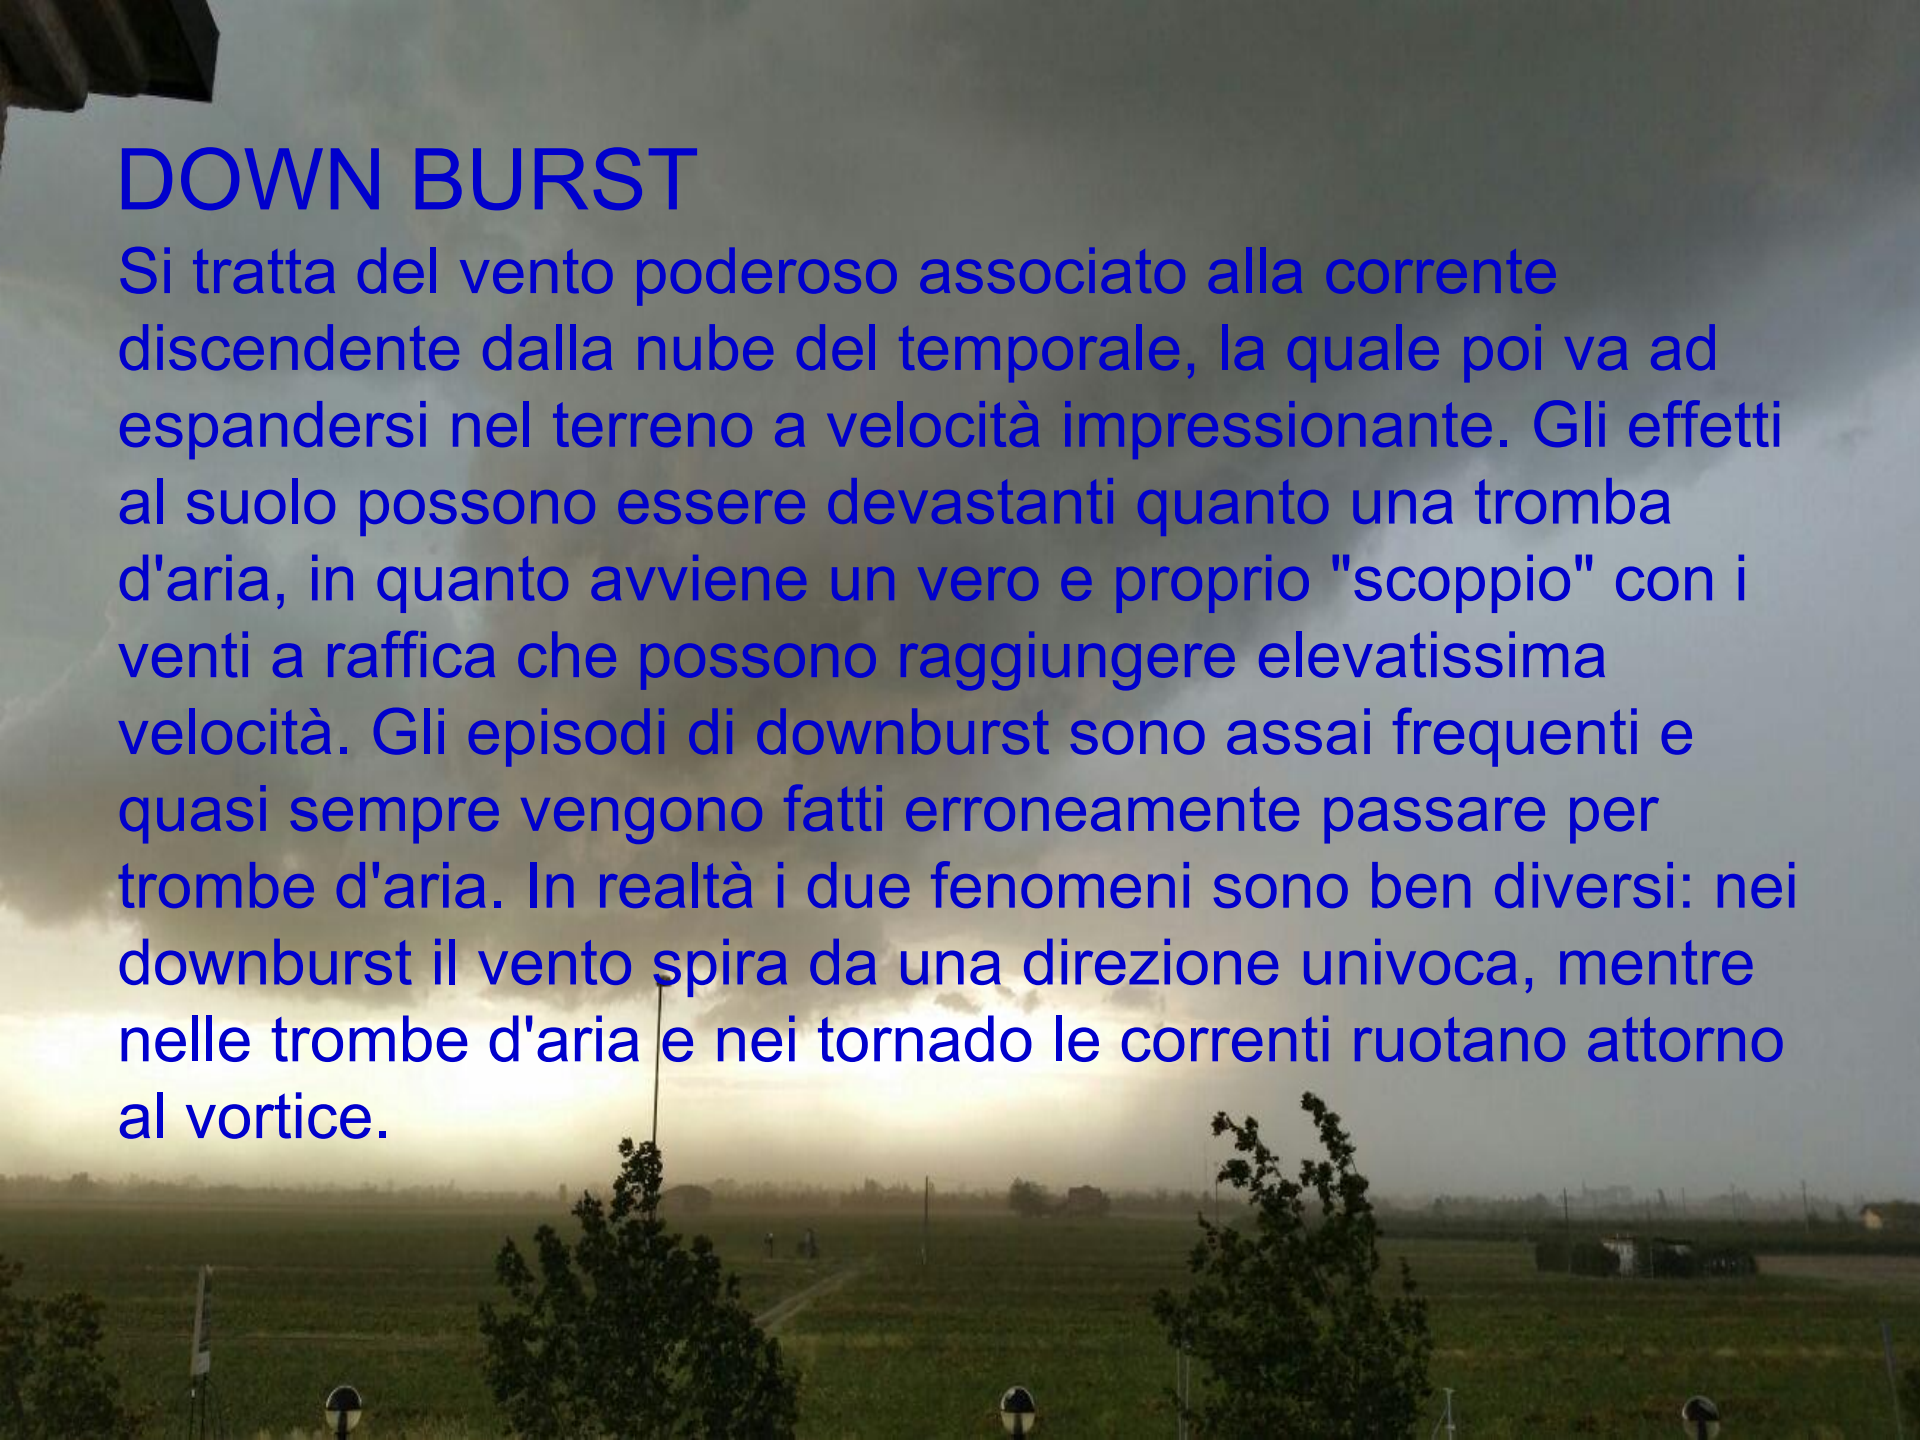 DOWN BURST
Si tratta del vento poderoso associato alla corrente
discendente dalla nube del temporale, la quale poi va ad
espandersi nel terreno a velocità impressionante. Gli effetti
al suolo possono essere devastanti quanto una tromba
d'aria, in quanto avviene un vero e proprio "scoppio" con i
venti a raffica che possono raggiungere elevatissima
velocità. Gli episodi di downburst sono assai frequenti e
quasi sempre vengono fatti erroneamente passare per
trombe d'aria. In realtà i due fenomeni sono ben diversi: nei
downburst il vento spira da una direzione univoca, mentre
nelle trombe d'aria e nei tornado le correnti ruotano attorno
al vortice.